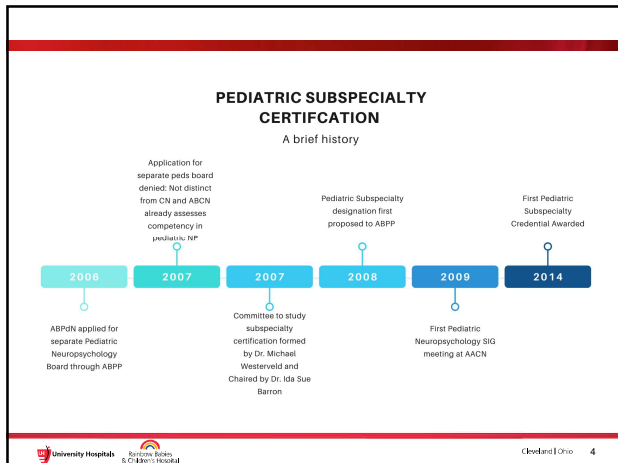 PEDIATRIC SUBSPECIALTY
CERTIFCATION
A brief history
Application for
separate peds board
denied: Not distinct
from CN and ABCN
already assesses
competency in
pediatric NP
Pediatric Subspecialty
designation first
proposed to ABPP
First Pediatric
Subspecialty
Credential Awarded
2006
2007
2007
2008
2009
2014
ABPdN applied for
separate Pediatric
Neuropsychology
Board through ABPP
Committee to study
subspecialty
certification formed
by Dr. Michael
Westerveld and
Chaired by Dr. Ida Sue
Barron
First Pediatric
Neuropsychology SIG
meeting at AACN
University Hospitals
Rainbow Babies
& Children's Hospital
Cleveland | Ohio 4